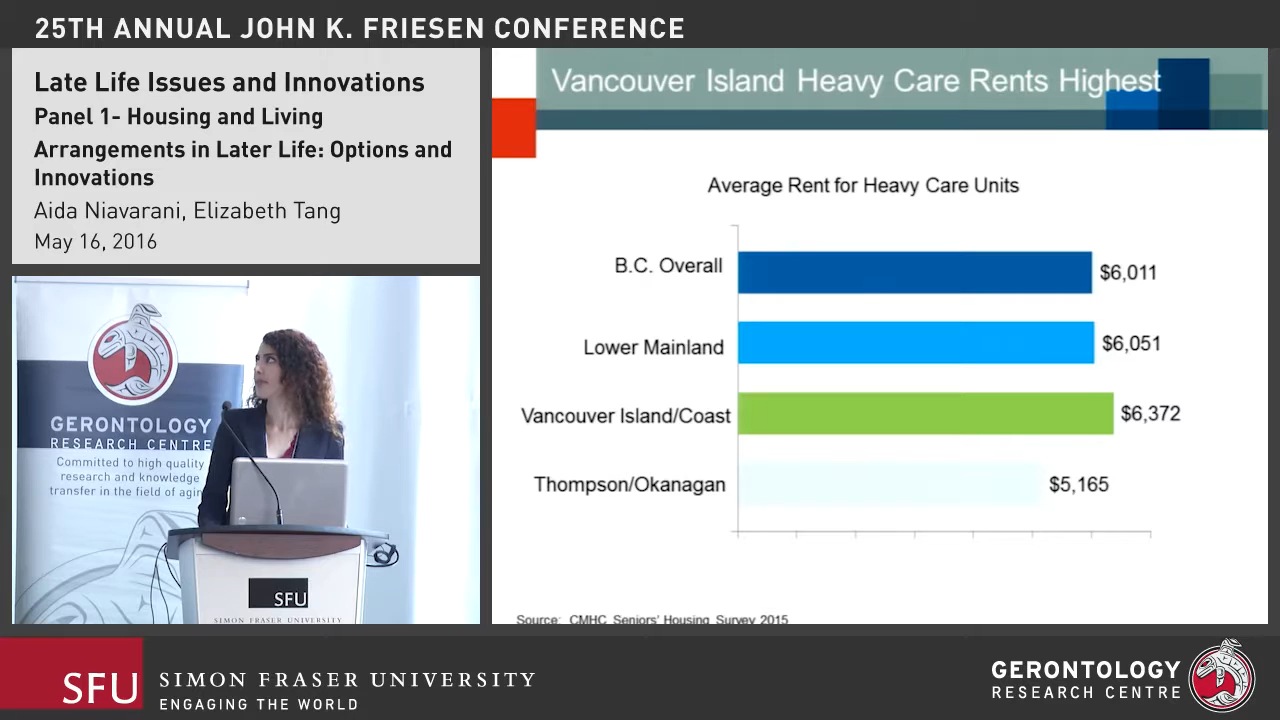 25TH ANNUAL JOHN K. FRIESEN CONFERENCE
Late Life Issues and Innovations
Panel 1- Housing and Living
Arrangements in Later Life: Options and
Innovations
Aida Niavarani, Elizabeth Tang
May 16, 2016
GERONTOLOGY
RESEARCH CENTRE
Committed to high quality
research and knowledge
transfer in the field of
SFU
SIMON FRASER UNIVERSITY
Vancouver Island Heavy Care Rents Highest
Average Rent for Heavy Care Units
B.C. Overall $6,011
Lower Mainland $6,051
Vancouver Island/Coast $6,372
Thompson/Okanagan $5,165
Source: CMHC Seniors' Housing Survey 2015
SFU SIMON FRASER UNIVERSITY
ENGAGING THE WORLD
GERONTOLOGY
RESEARCH CENTRE